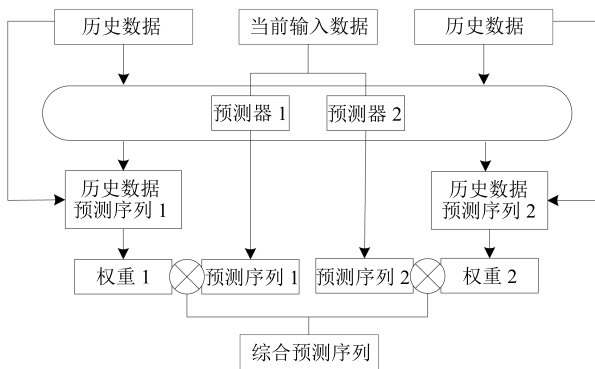 历史数据
当前输入数据
历史数据
预测器 1
预测器 2
历史数据
预测序列 1
历史数据
预测序列 2
权重 1
预测序列 1
预测序列 2
权重 2
综合预测序列